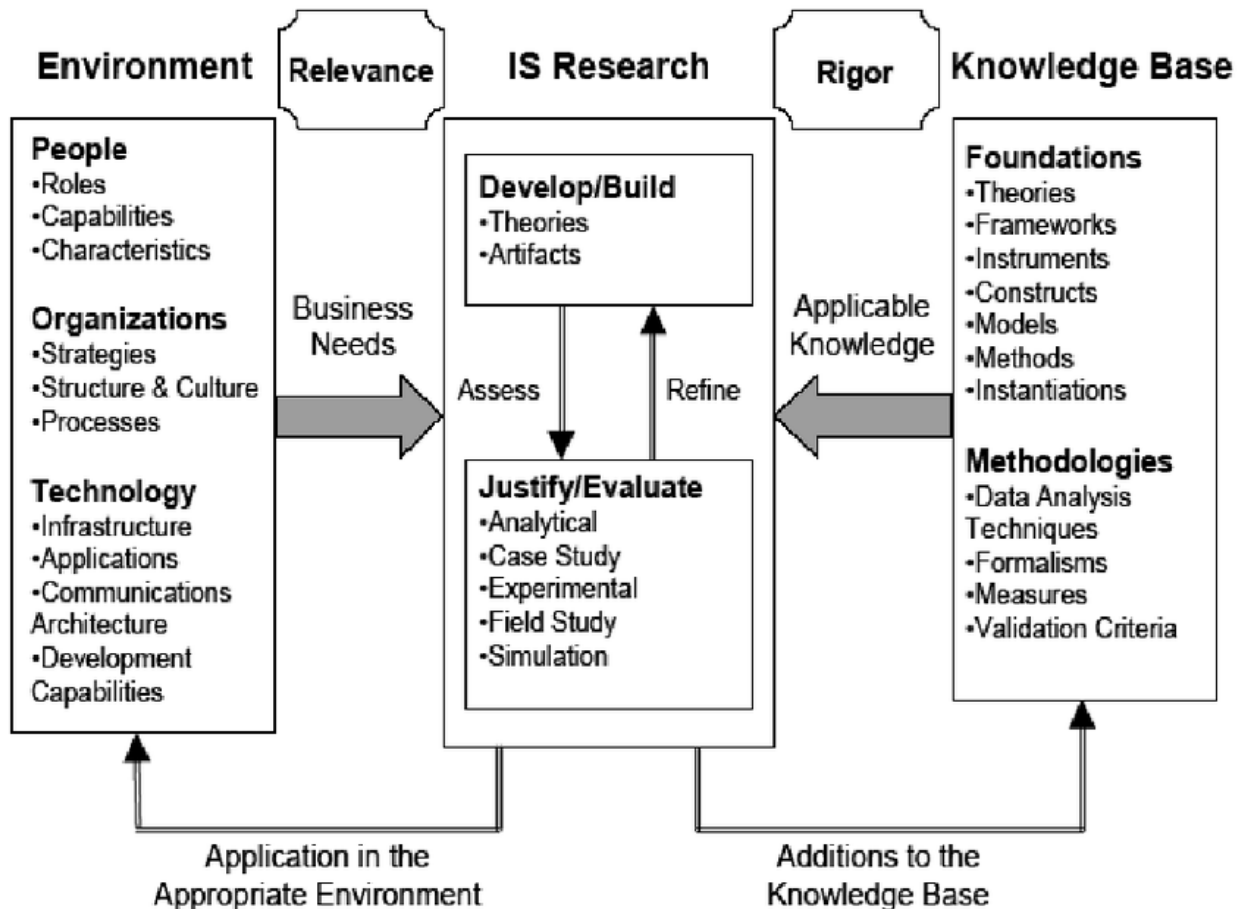 Environment
Relevance
IS Research
Rigor
Knowledge Base
People
•Roles
•Capabilities
•Characteristics
Organizations
•Strategies
•Structure & Culture
•Processes
Technology
•Infrastructure
•Applications
•Communications
Architecture
•Development
Capabilities
Business
Needs
Develop/Build
•Theories
•Artifacts
Assess
Refine
Justify/Evaluate
•Analytical
•Case Study
•Experimental
•Field Study
•Simulation
Applicable
Knowledge
Foundations
•Theories
•Frameworks
•Instruments
•Constructs
•Models
•Methods
•Instantiations
Methodologies
•Data Analysis
Techniques
•Formalisms
•Measures
•Validation Criteria
Application in the
Appropriate Environment
Additions to the
Knowledge Base